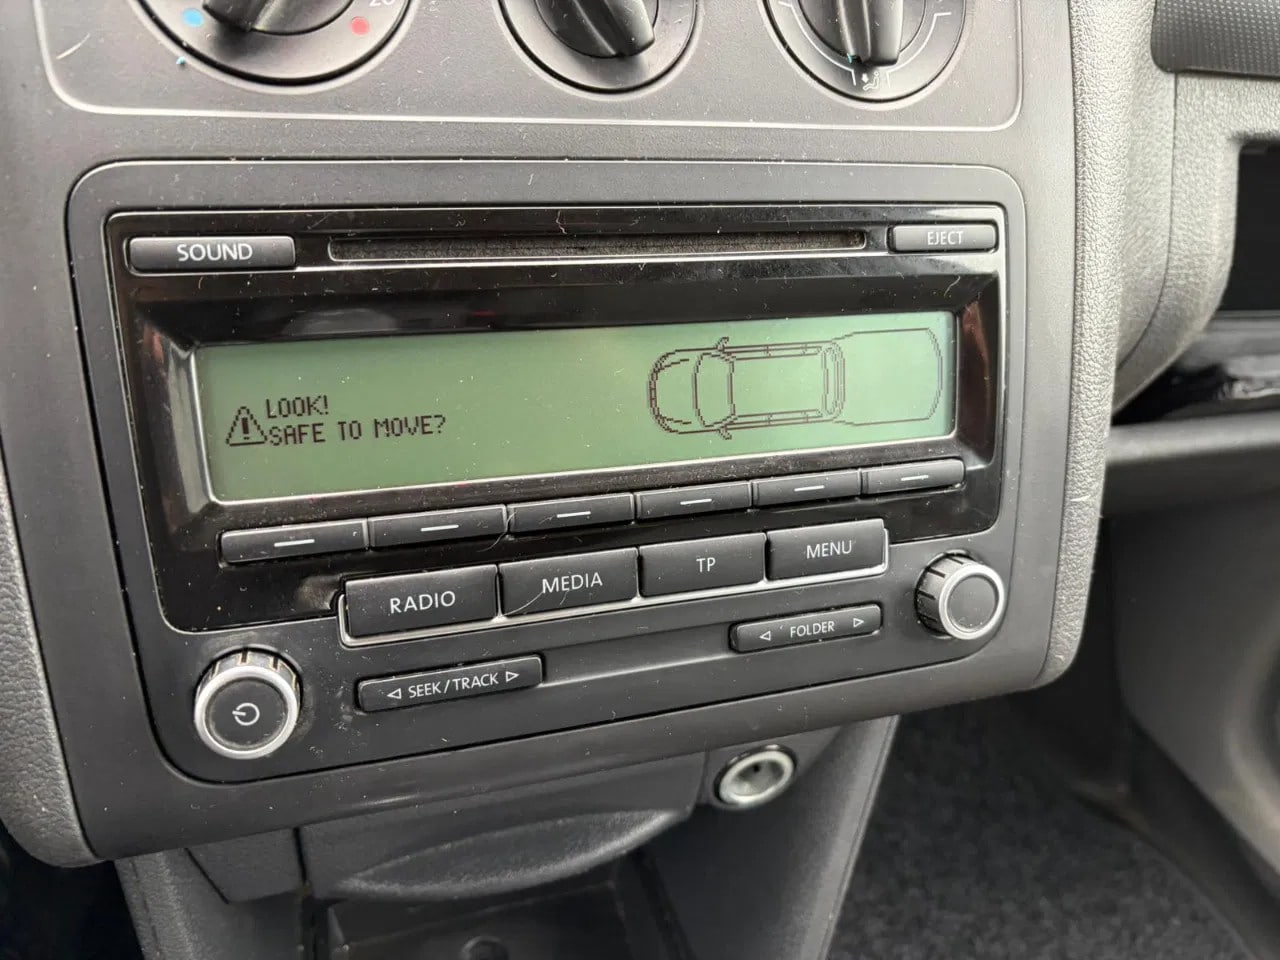 SOUND
EJECT
LOOK!
SAFE TO MOVE?
RADIO
MEDIA
TP
MENU
◁ SEEK / TRACK ▷
◁ FOLDER ▷